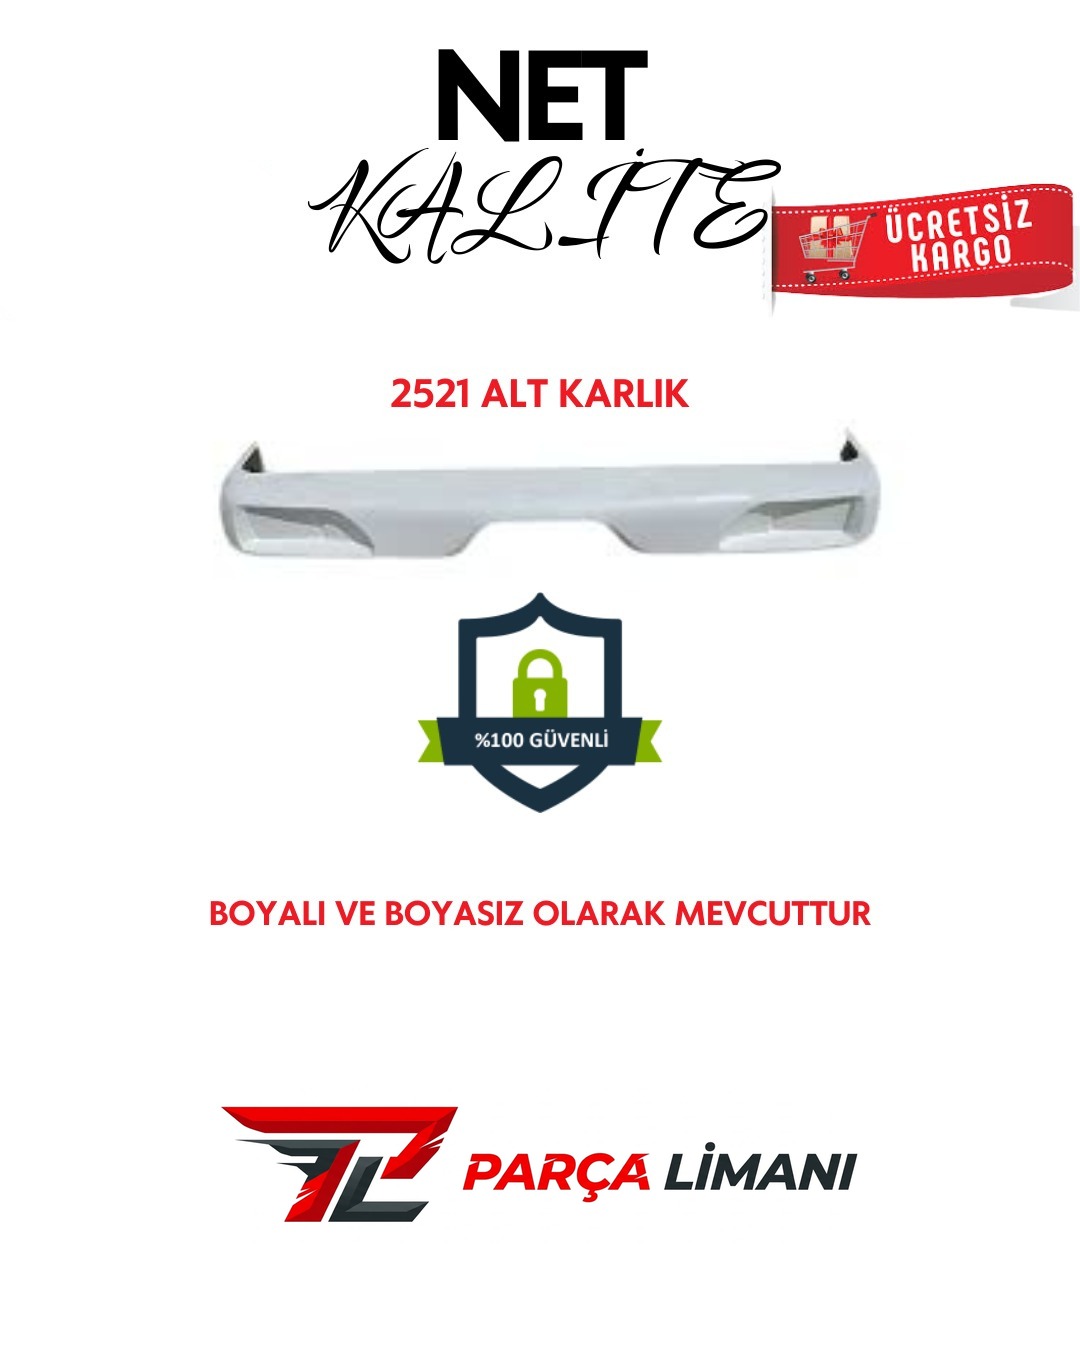 NET
KALİTE
ÜCRETSİZ
KARGO
2521 ALT KARLIK
%100 GÜVENLİ
BOYALI VE BOYASIZ OLARAK MEVCUTTUR
PARÇA LİMANI